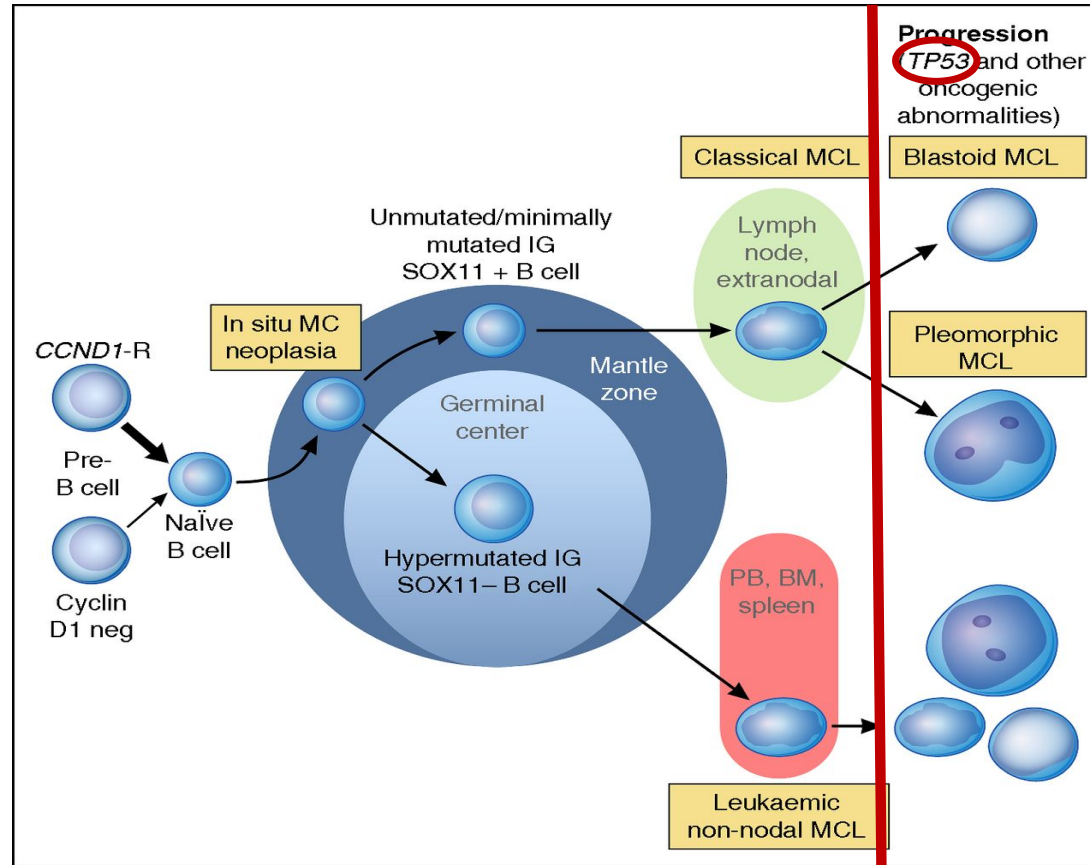 Progression
(TP53 and other
oncogenic
abnormalities)
Classical MCL
Blastoid MCL
Unmutated/minimally
mutated IG
SOX11 + B cell
Lymph
node,
extranodal
In situ MC
neoplasia
Pleomorphic
MCL
CCND1-R
Mantle
zone
Germinal
center
Pre-
B cell
NaÏve
B cell
Hypermutated IG
SOX11– B cell
PB, BM,
spleen
Cyclin
D1 neg
Leukaemic
non-nodal MCL